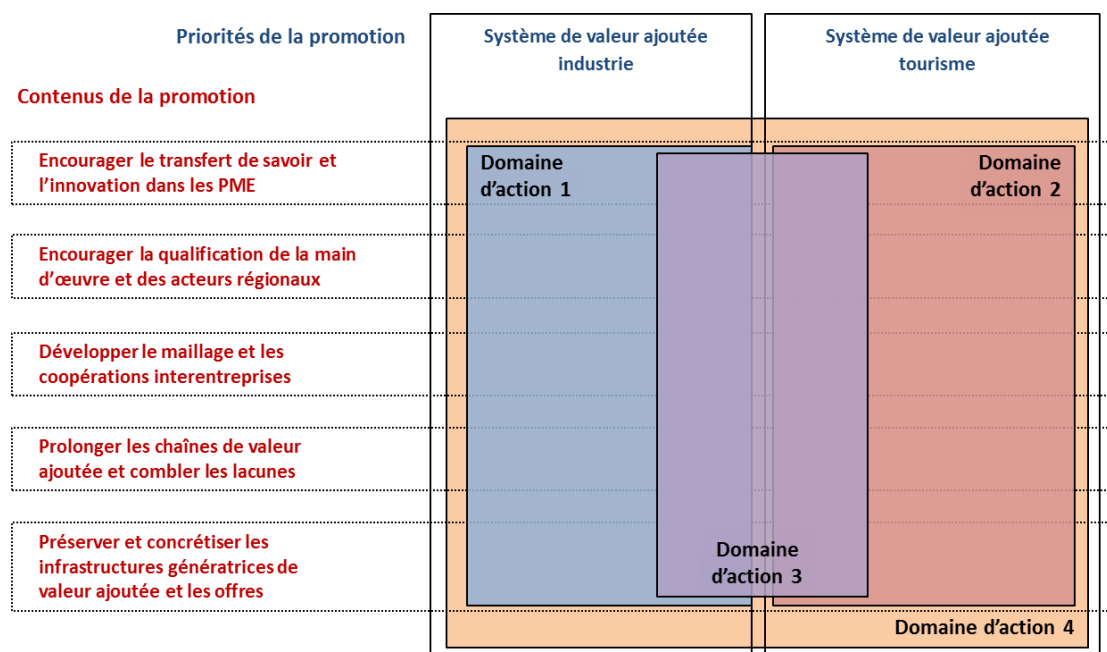 Priorités de la promotion
Système de valeur ajoutée
industrie
Système de valeur ajoutée
tourisme
Contenus de la promotion
Encourager le transfert de savoir et
l'innovation dans les PME
Domaine
d'action 1
Domaine
d'action 2
Encourager la qualification de la main
d'œuvre et des acteurs régionaux
Développer le maillage et les
coopérations interentreprises
Prolonger les chaînes de valeur
ajoutée et combler les lacunes
Préserver et concrétiser les
infrastructures génératrices de
valeur ajoutée et les offres
Domaine
d'action 3
Domaine d'action 4